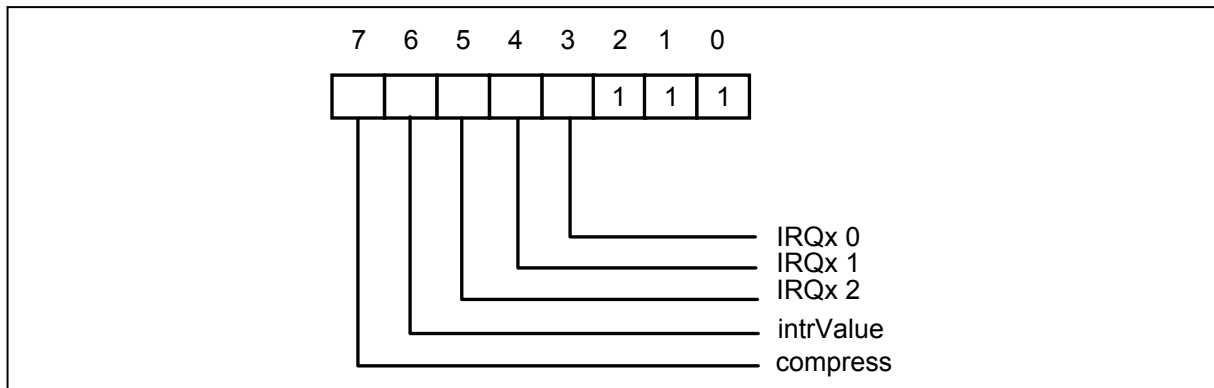 7 6 5 4 3 2 1 0
1 1 1
IRQx 0
IRQx 1
IRQx 2
intrValue
compress